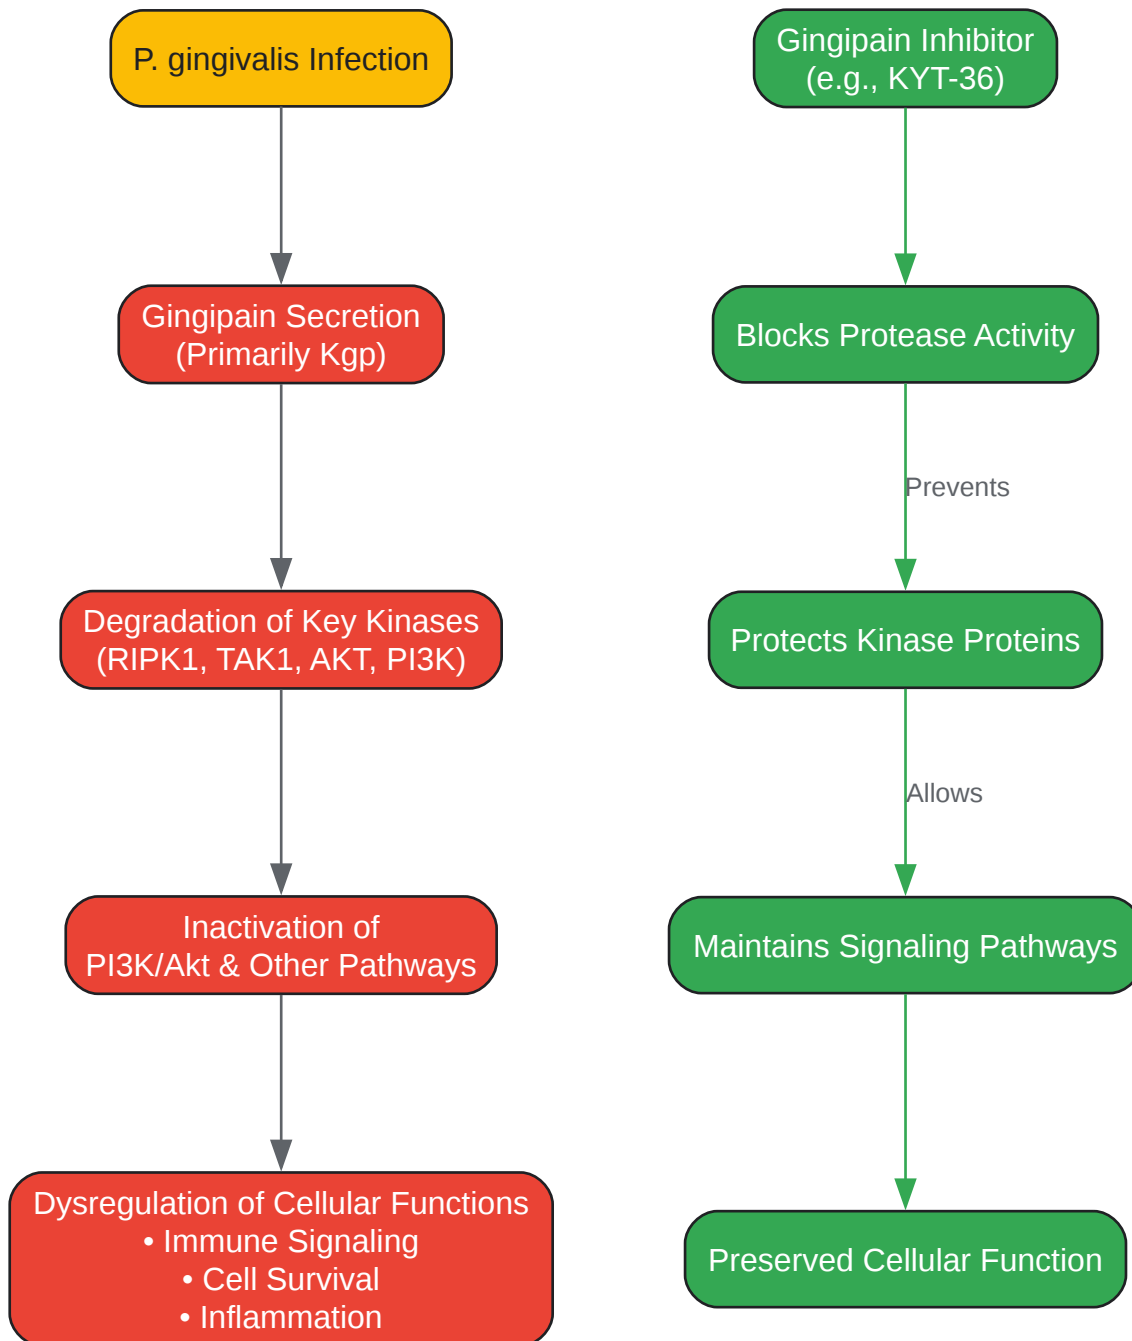 P. gingivalis Infection
Gingipain Secretion
(Primarily Kgp)
Degradation of Key Kinases
(RIPK1, TAK1, AKT, PI3K)
Inactivation of
PI3K/Akt & Other Pathways
Dysregulation of Cellular Functions
• Immune Signaling
• Cell Survival
• Inflammation
Gingipain Inhibitor
(e.g., KYT-36)
Blocks Protease Activity
Prevents
Protects Kinase Proteins
Allows
Maintains Signaling Pathways
Preserved Cellular Function